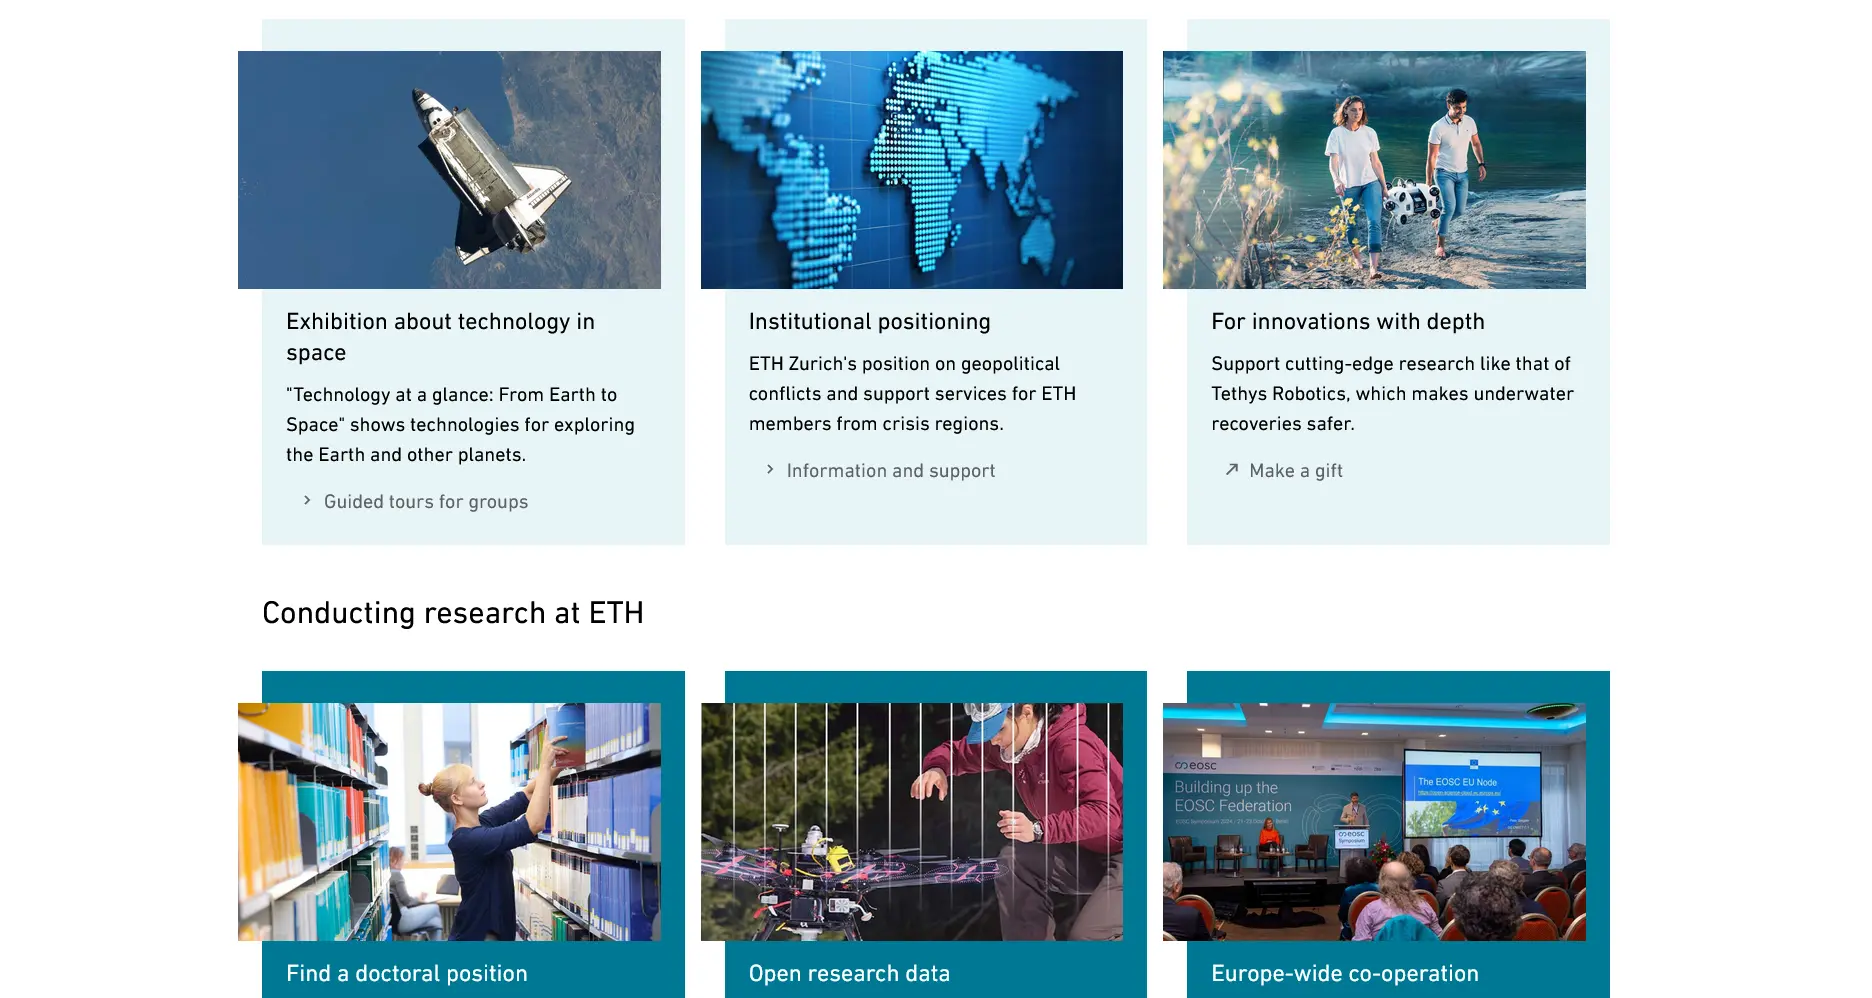 Exhibition about technology in
space
"Technology at a glance: From Earth to
Space" shows technologies for exploring
the Earth and other planets.
Guided tours for groups
Institutional positioning
ETH Zurich's position on geopolitical
conflicts and support services for ETH
members from crisis regions.
Information and support
For innovations with depth
Support cutting-edge research like that of
Tethys Robotics, which makes underwater
recoveries safer.
Make a gift
Conducting research at ETH
Find a doctoral position
Open research data
eosc
Building up the
EOSC Federation
The EOSC EU Node
eosc
Symposium
Europe-wide co-operation